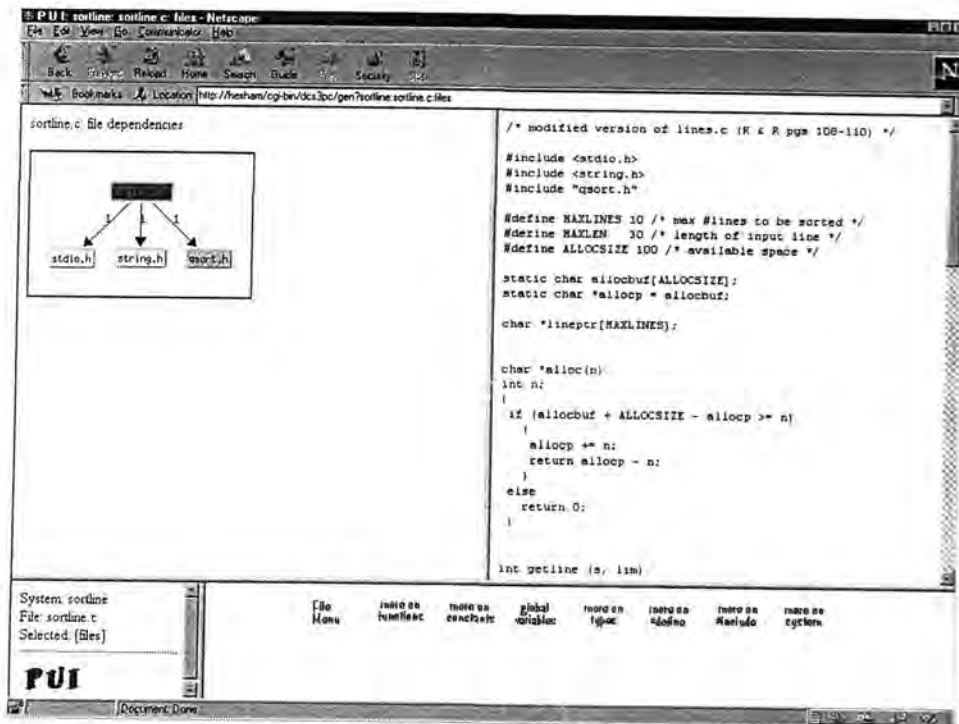 PUI: sortline: sortline.c: files - Netscape
File Edit View Go Communicator Help
Back Forward Reload Home Search Guide Security Stop
Bookmarks Location: http://hexham/cgi-bin/dcs3pc/gen?sortline:sortline.c:files
sortline.c: file dependencies
1 1 1
stdio.h string.h qsort.h
/* modified version of lines.c (K & R pgs 108-110) */
#include <stdio.h>
#include <string.h>
#include "qsort.h"
#define MAXLINES 10 /* max #lines to be sorted */
#define MAXLEN 30 /* length of input line */
#define ALLOCSIZE 100 /* available space */
static char allocbuf[ALLOCSIZE];
static char *allocp = allocbuf;
char *lineptr[MAXLINES];
char *alloc(n)
int n;
{
if (allocbuf + ALLOCSIZE - allocp >= n)
{
allocp += n;
return allocp - n;
}
else
return 0;
}
int getline (s, lim)
System: sortline
File: sortline.c
Selected: [files]
PUI
File Menu
more on functions
more on constants
global variables
more on types
more on #define
more on #include
more on system
Document: Done